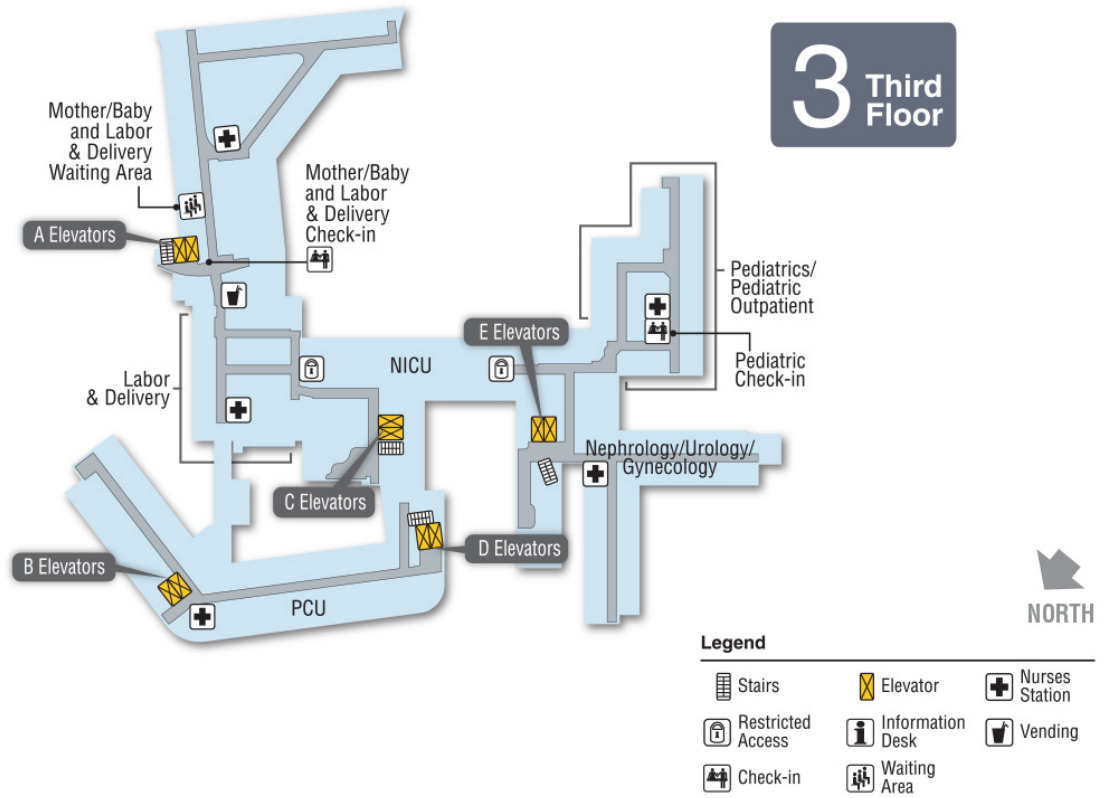 3 Third
Floor
Mother/Baby
and Labor
& Delivery
Waiting Area
Mother/Baby
and Labor
& Delivery
Check-in
A Elevators
Pediatrics/
Pediatric
Outpatient
E Elevators
NICU
Pediatric
Check-in
Labor
& Delivery
Nephrology/Urology/
Gynecology
C Elevators
D Elevators
B Elevators
PCU
NORTH
Legend
Stairs
Elevator
Nurses
Station
Restricted
Access
Information
Desk
Vending
Check-in
Waiting
Area